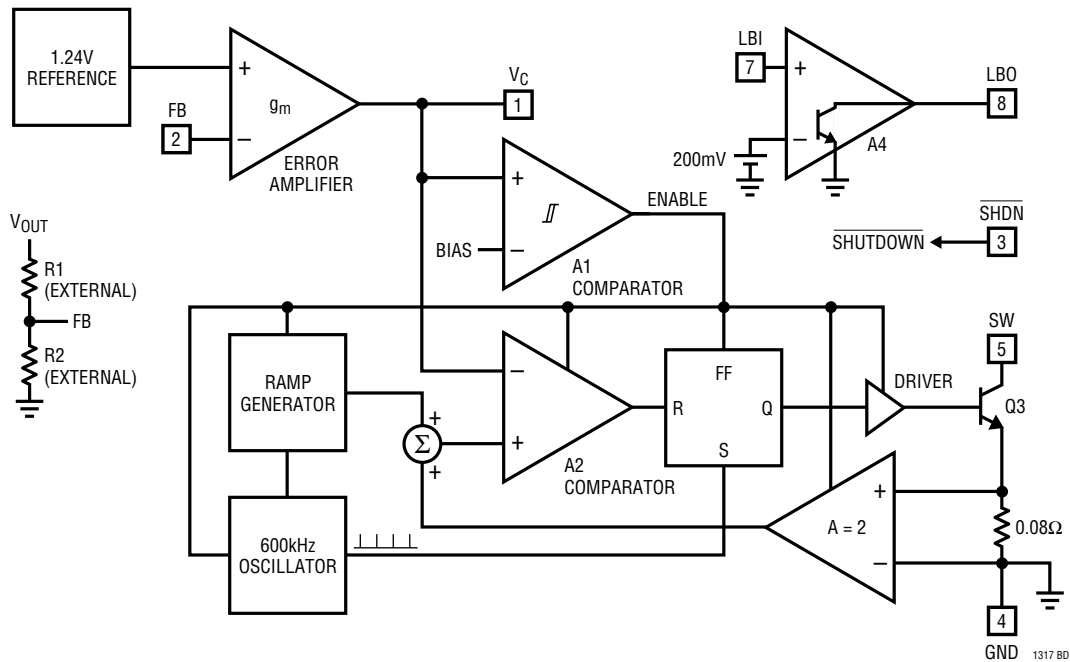 1.24V
REFERENCE
+
gm
–
ERROR
AMPLIFIER
FB
2
VC
1
LBI
7
+
–
A4
200mV
LBO
8
SHDN
3
SHUTDOWN
VOUT
R1
(EXTERNAL)
FB
R2
(EXTERNAL)
+
BIAS
–
ENABLE
A1
COMPARATOR
RAMP
GENERATOR
+
Σ
+
–
+
A2
COMPARATOR
FF
R
Q
S
DRIVER
SW
5
Q3
600kHz
OSCILLATOR
A = 2
+
–
0.08Ω
4
GND
1317 BD